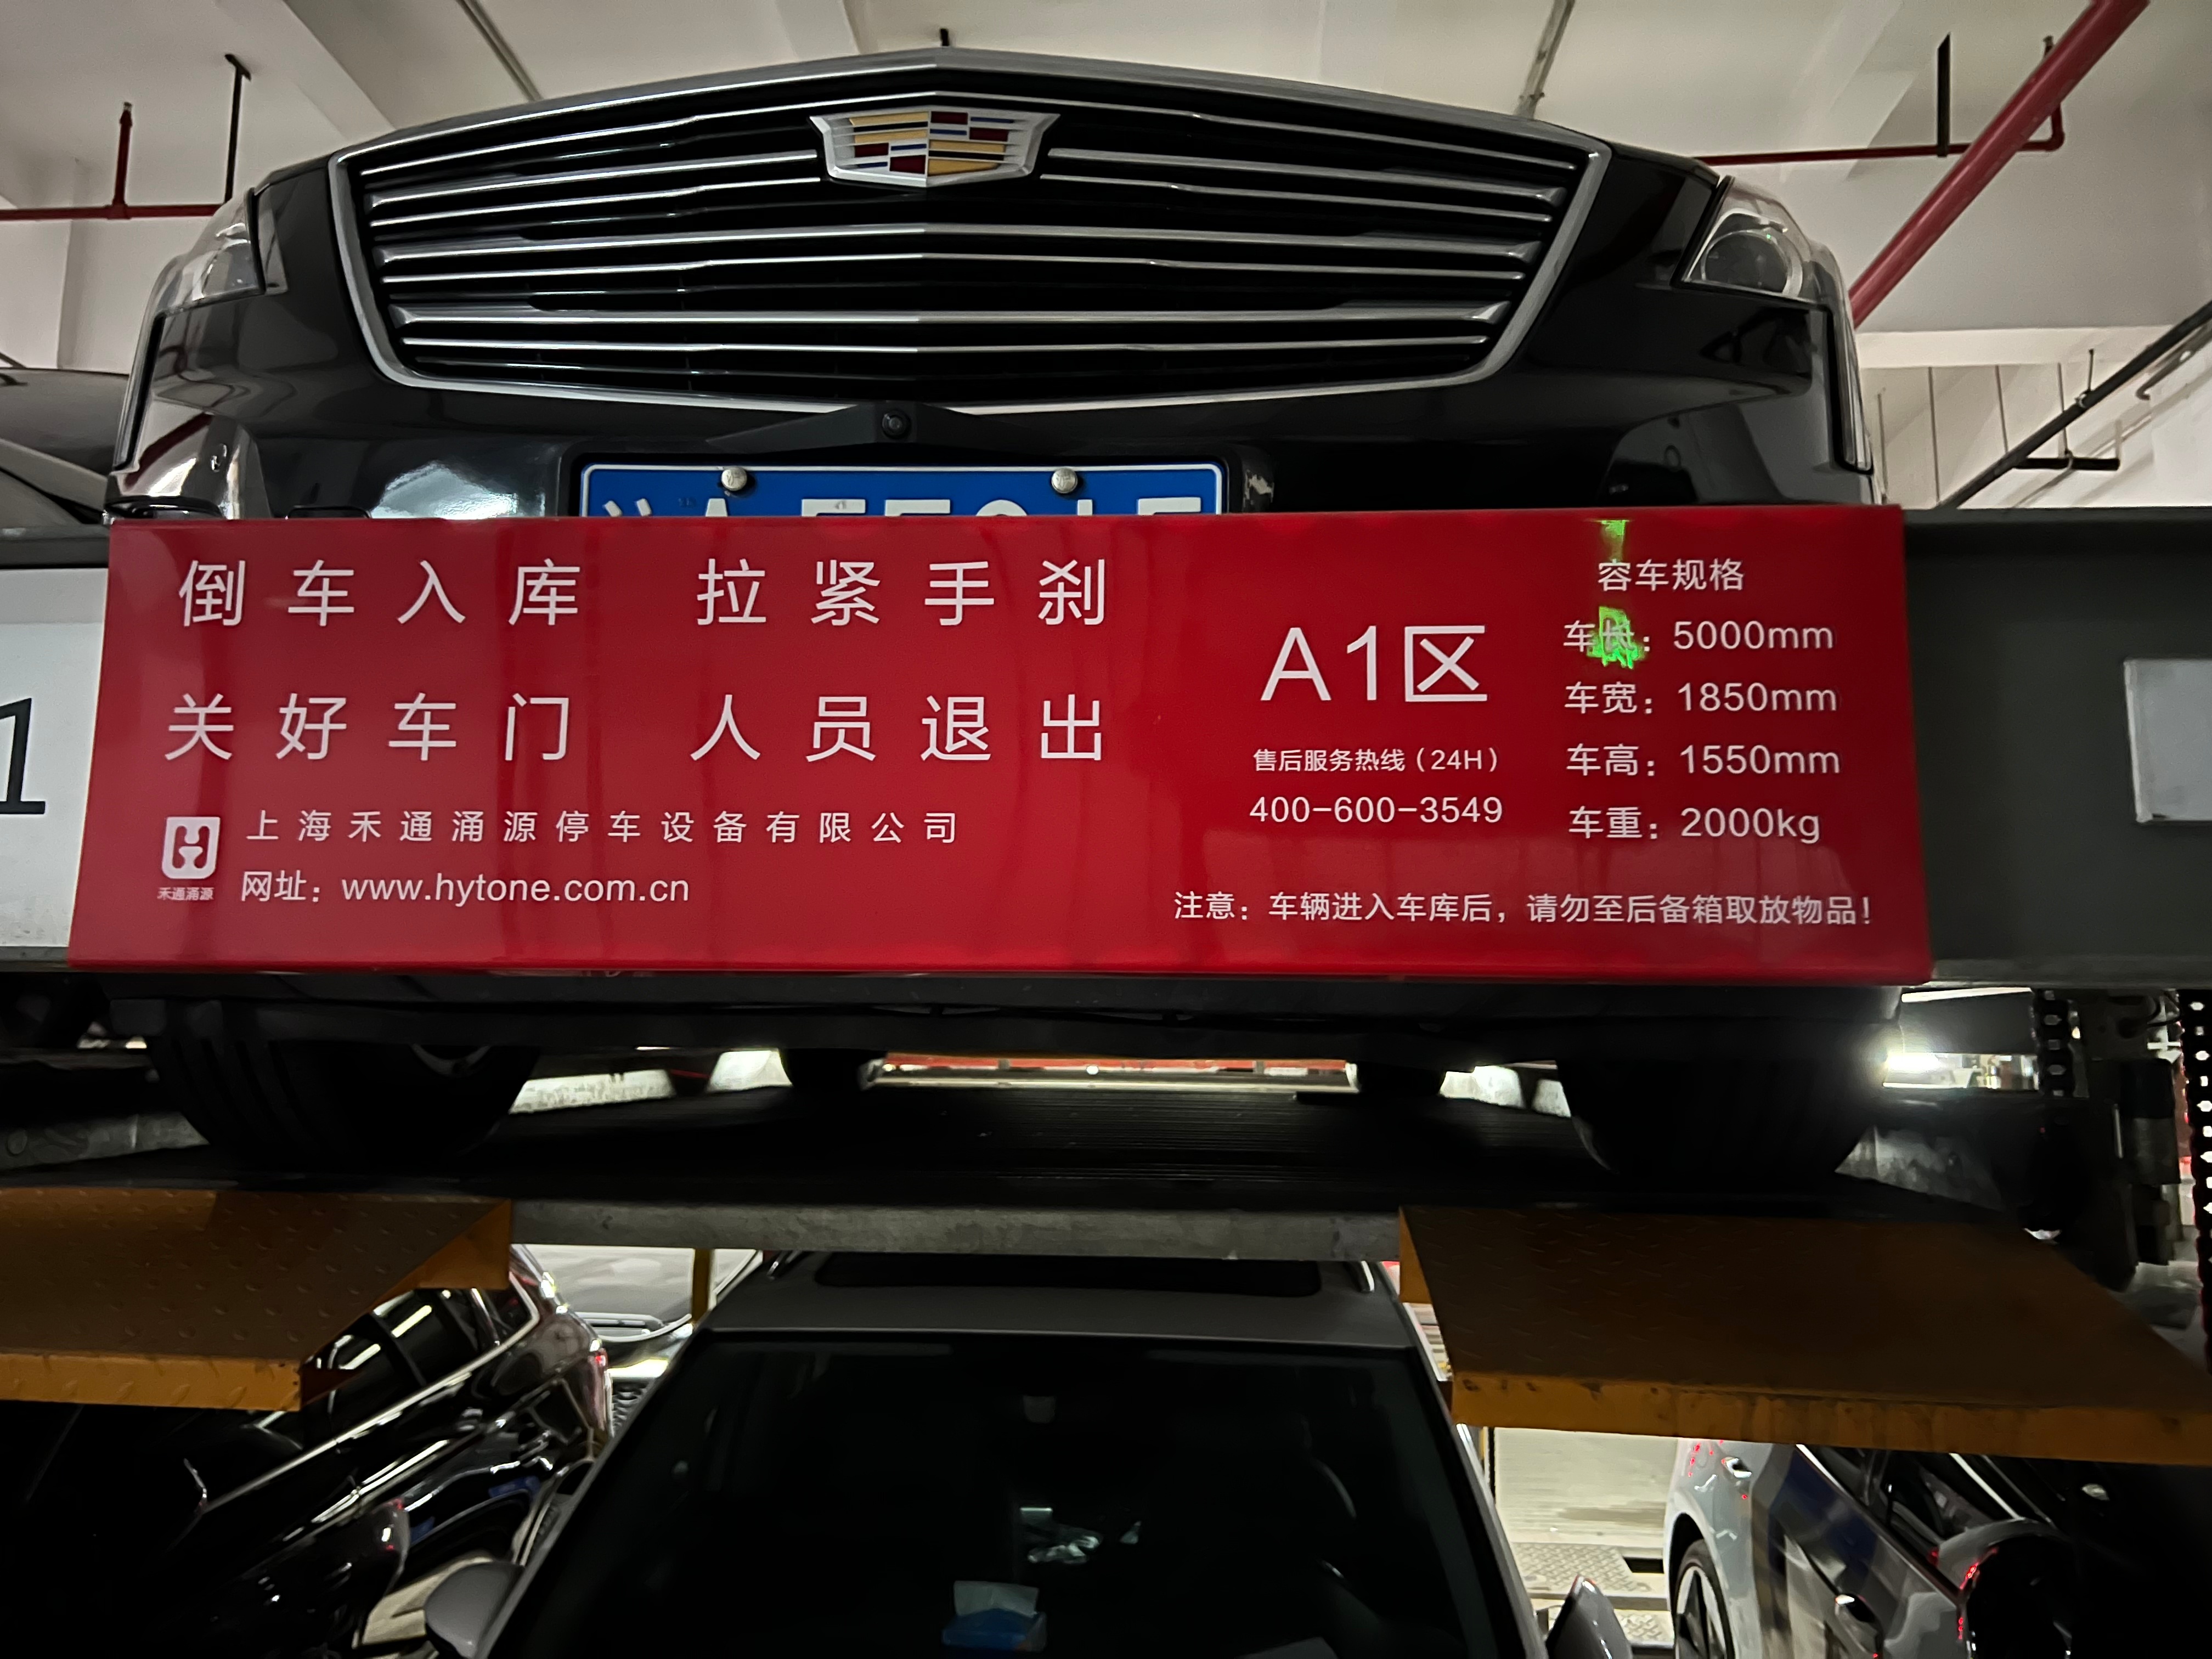 倒车入库 拉紧手刹
关好车门 人员退出
上海禾通涌源停车设备有限公司
禾通涌源
网址：www.hytone.com.cn
A1区
售后服务热线（24H）
400-600-3549
容车规格
车长：5000mm
车宽：1850mm
车高：1550mm
车重：2000kg
注意：车辆进入车库后，请勿至后备箱取放物品！
1